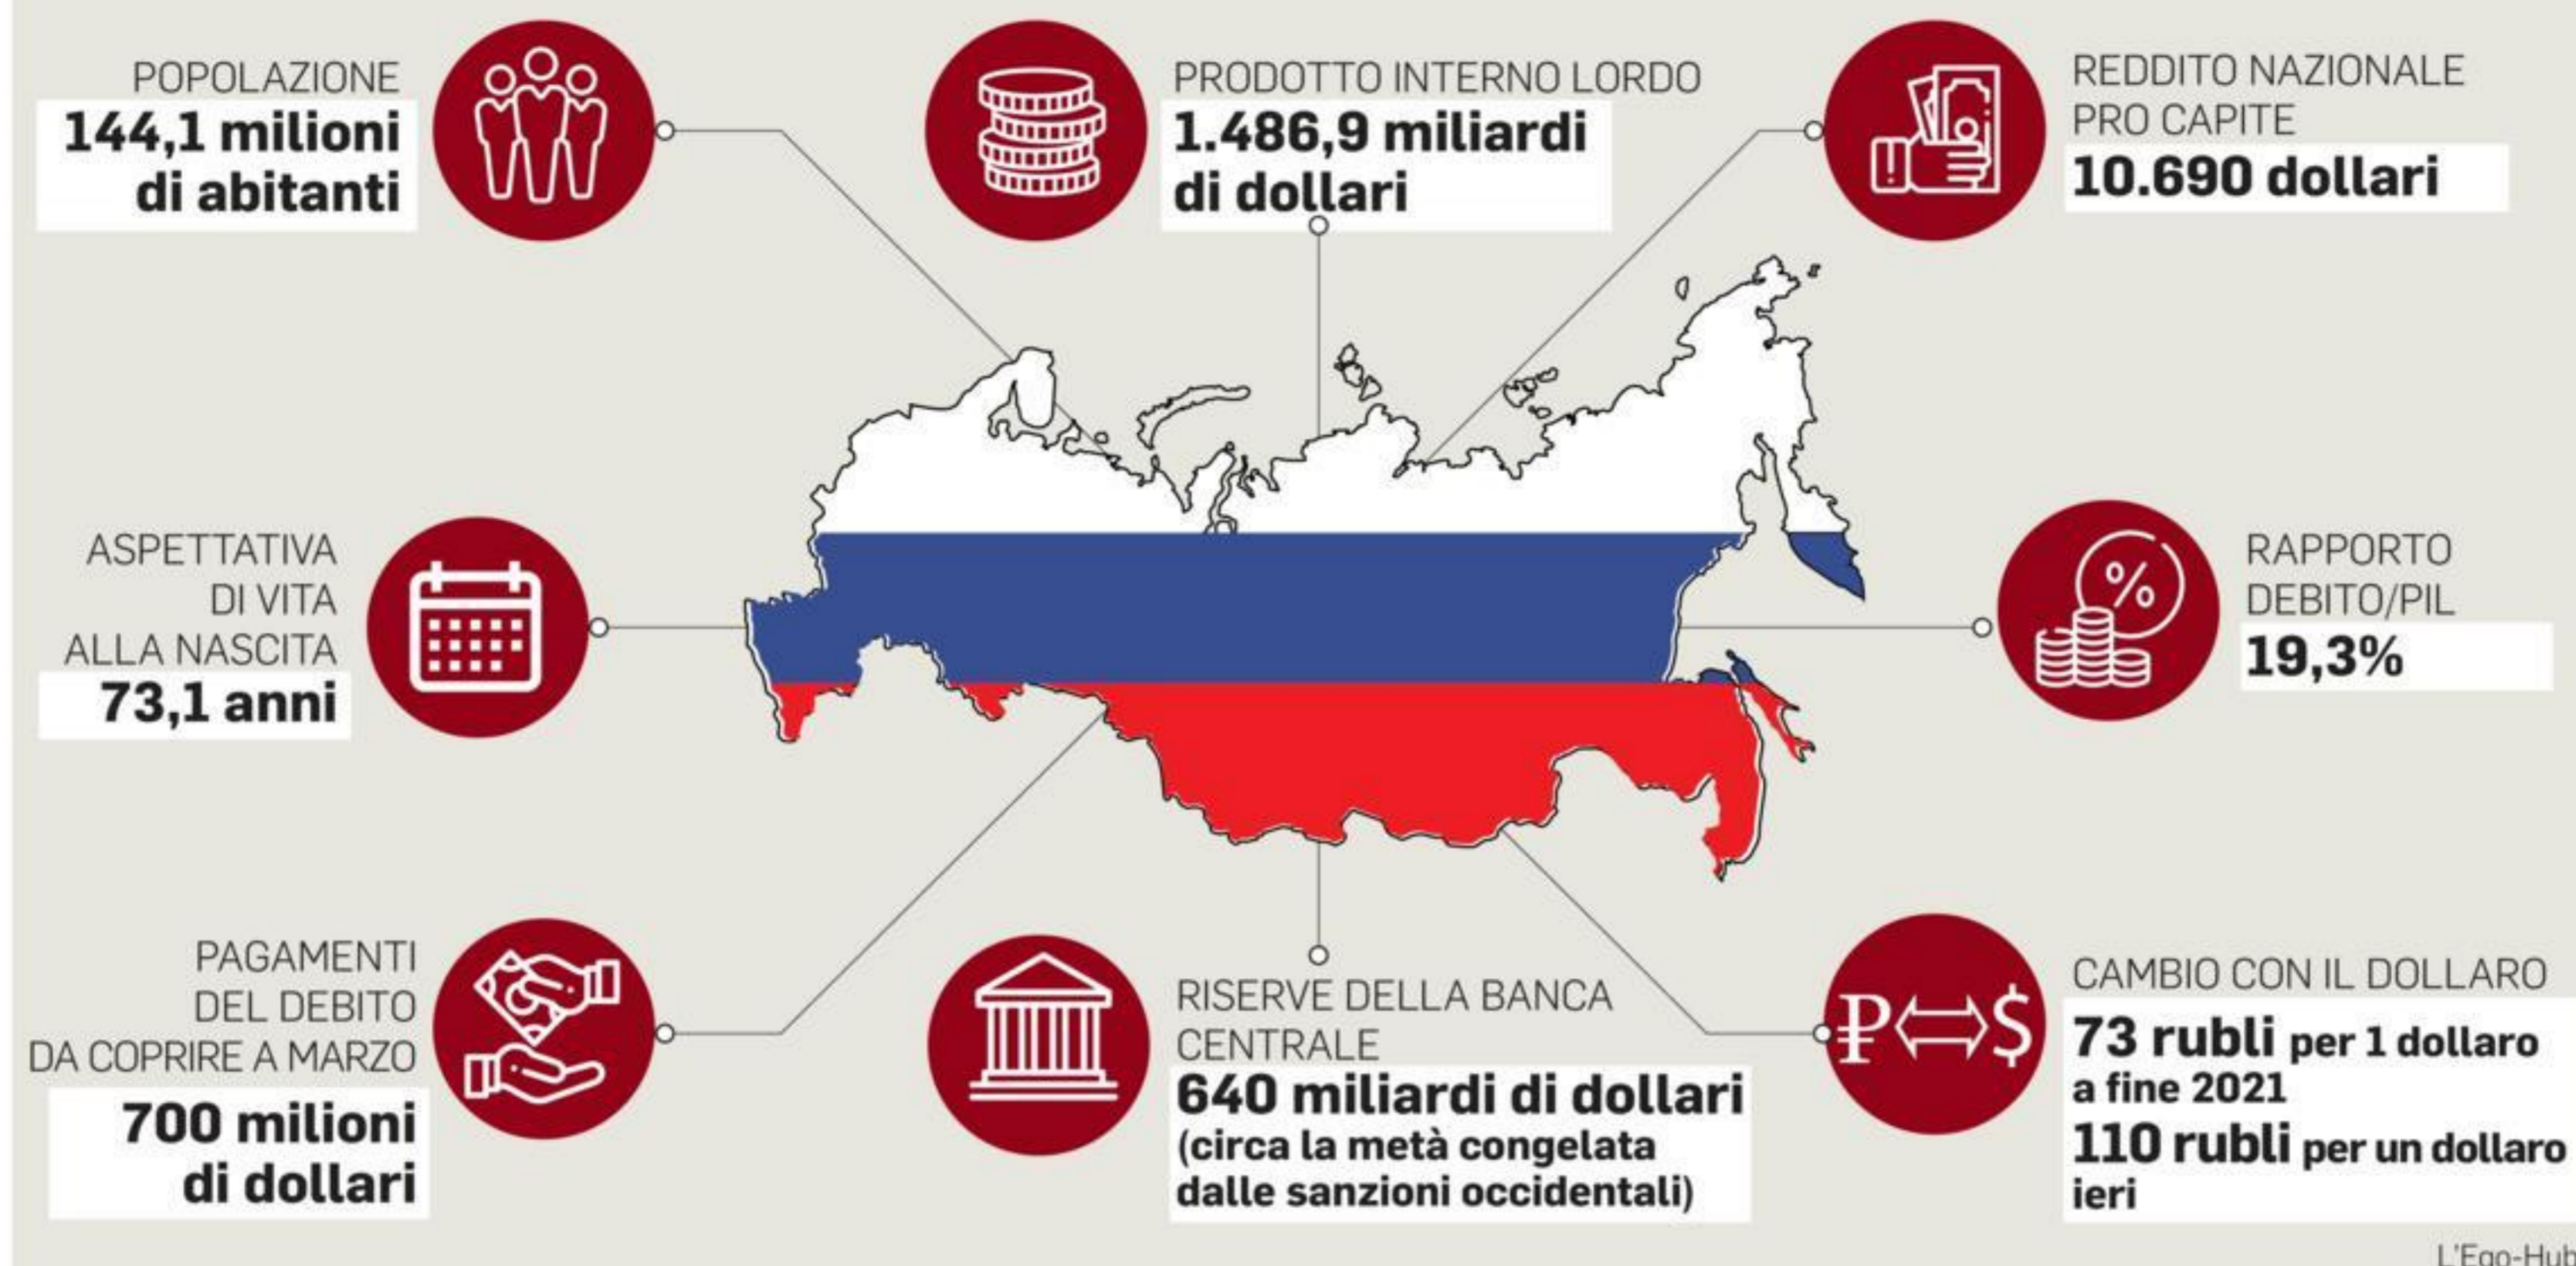 POPOLAZIONE
144,1 milioni
di abitanti
PRODOTTO INTERNO LORDO
1.486,9 miliardi
di dollari
REDDITO NAZIONALE
PRO CAPITE
10.690 dollari
ASPETTATIVA
DI VITA
ALLA NASCITA
73,1 anni
%
RAPPORTO
DEBITO/PIL
19,3%
PAGAMENTI
DEL DEBITO
DA COPRIRE A MARZO
700 milioni
di dollari
RISERVE DELLA BANCA
CENTRALE
640 miliardi di dollari
(circa la metà congelata
dalle sanzioni occidentali)
₽⇔$
CAMBIO CON IL DOLLARO
73 rubli per 1 dollaro
a fine 2021
110 rubli per un dollaro
ieri
L'Ego-Hub